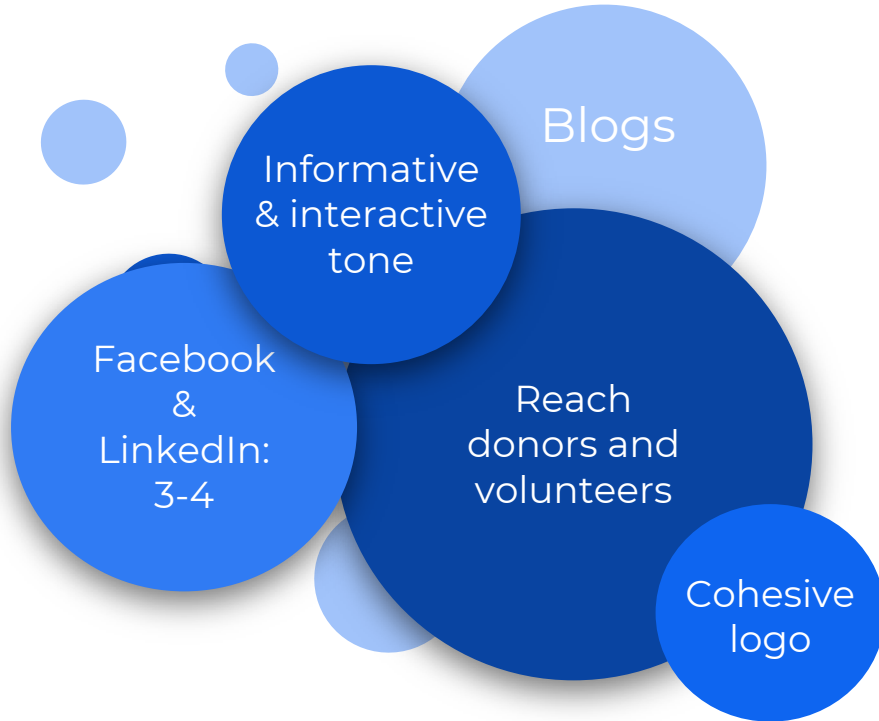 Blogs
Informative
& interactive
tone
Facebook
&
LinkedIn:
3-4
Reach
donors and
volunteers
Cohesive
logo